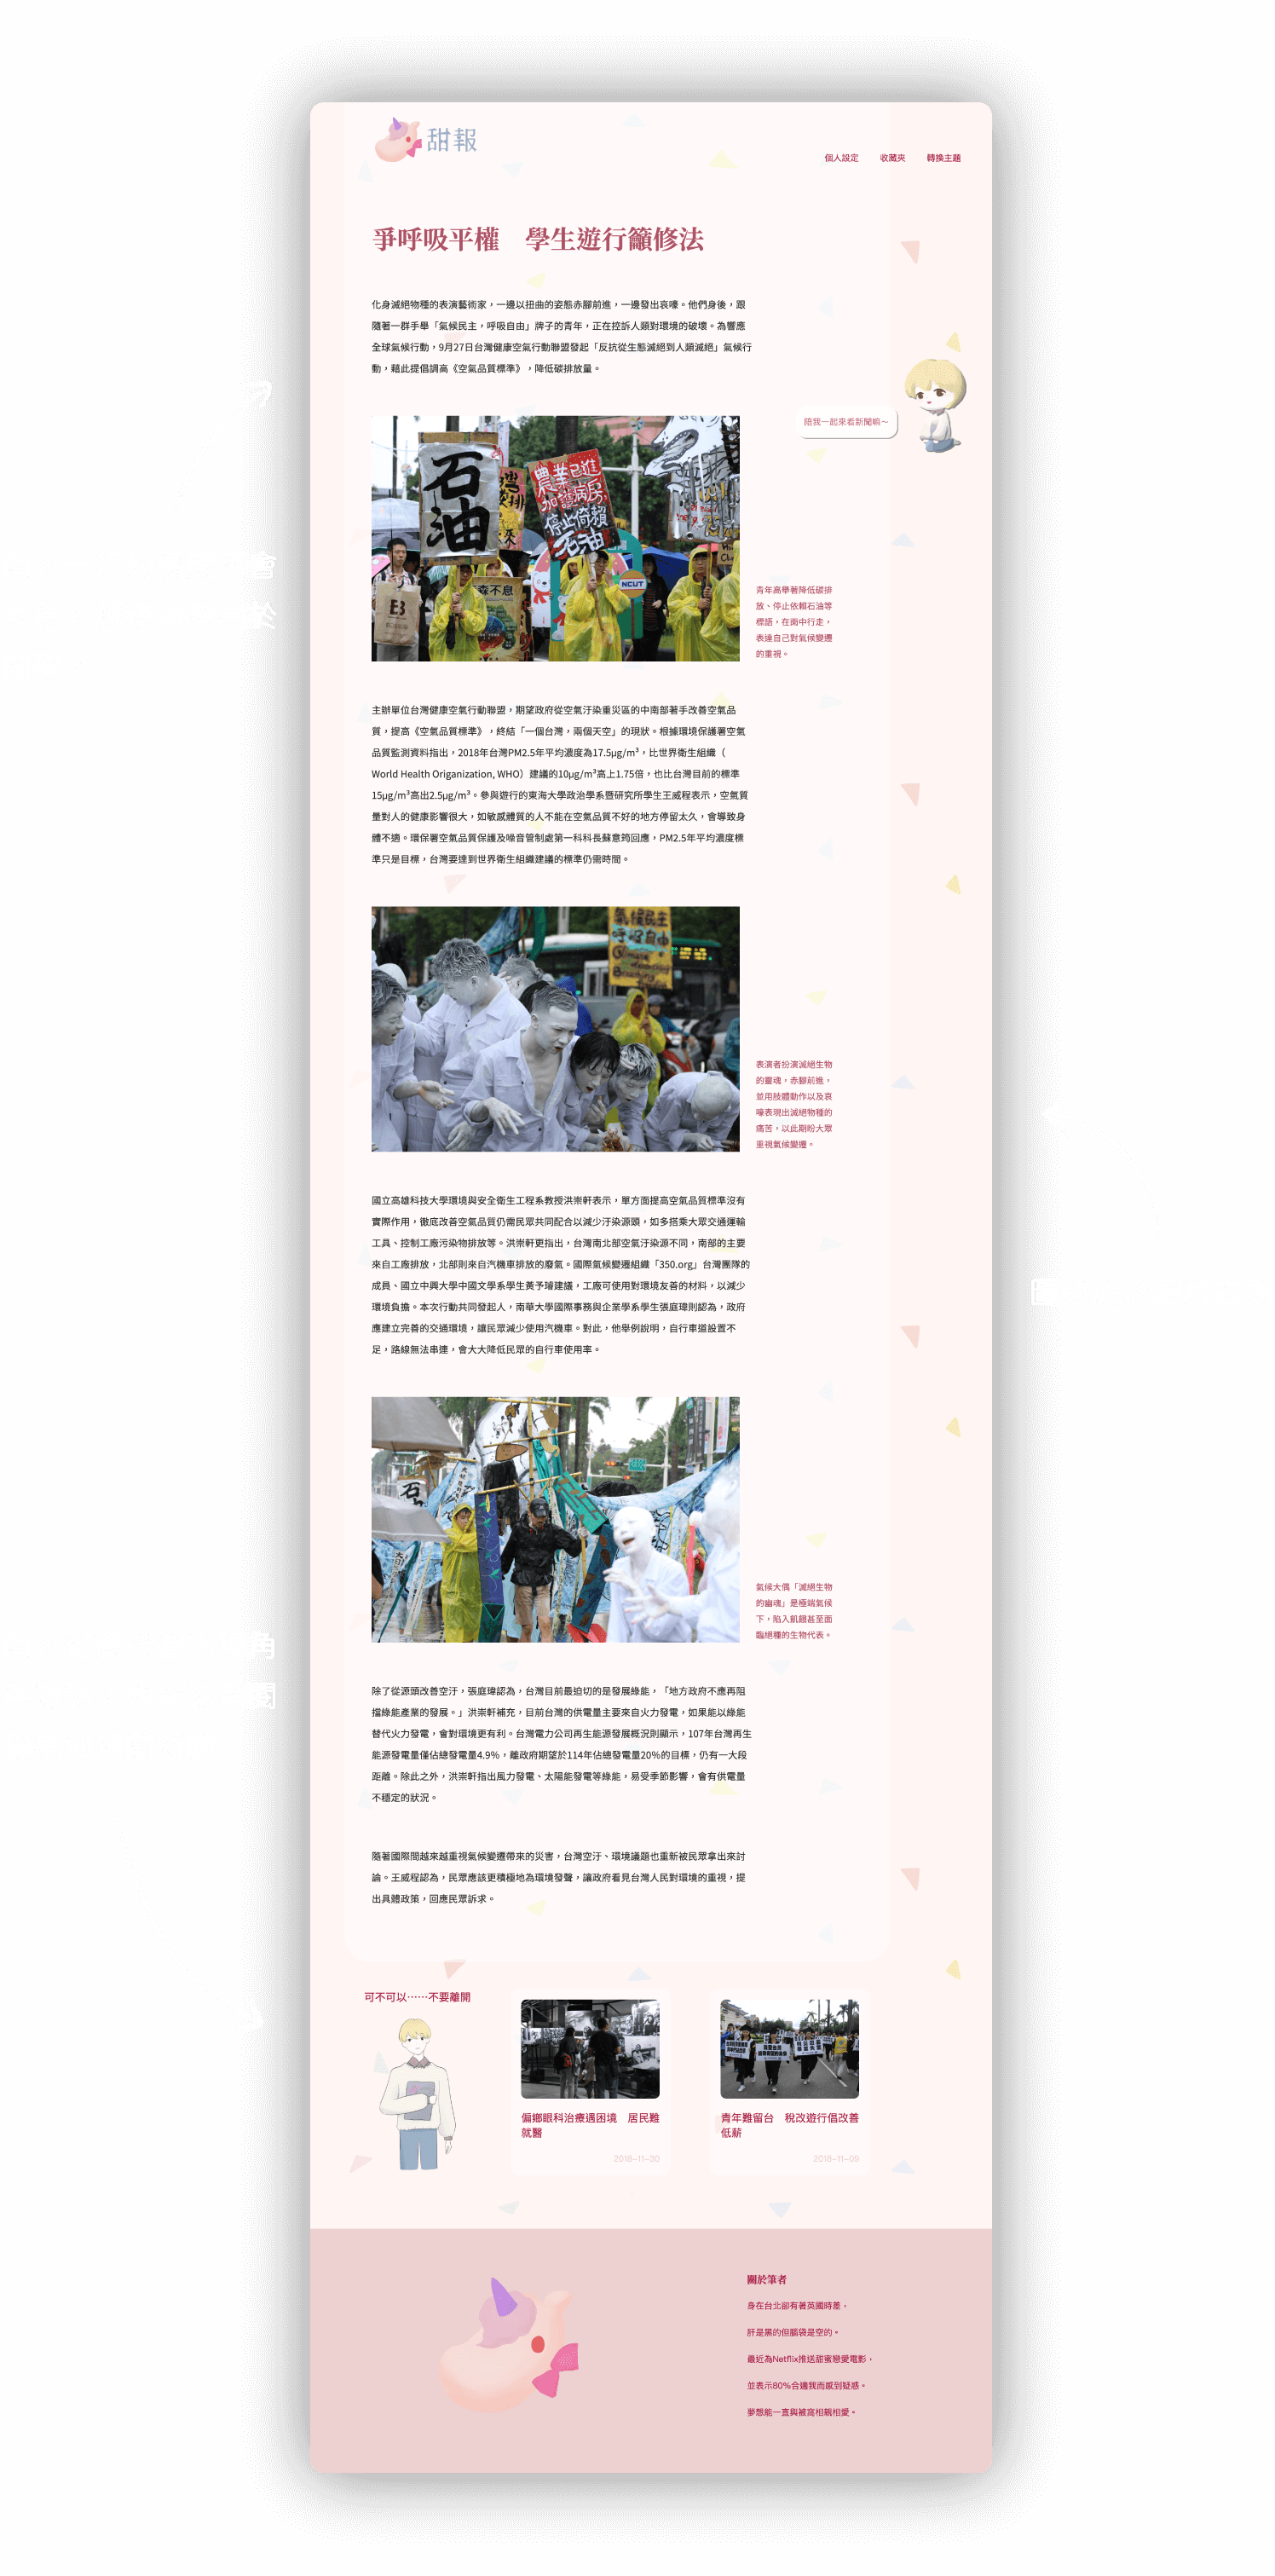 甜報
個人設定 收藏夾 轉換主題
爭呼吸平權 學生遊行籲修法
化身滅絕物種的表演藝術家，一邊以扭曲的姿態赤腳前進，一邊發出哀嚎。他們身後，跟
隨著一群手舉「氣候民主，呼吸自由」牌子的青年，正在控訴人類對環境的破壞。為響應
全球氣候行動，9月27日台灣健康空氣行動聯盟發起「反抗從生態滅絕到人類滅絕」氣候行
動，藉此提倡調高《空氣品質標準》，降低碳排放量。
陪我一起來看新聞嘛～
石油
農業已進
加護病房
停止倚賴
石油
森不息
NCUT
青年高舉著降低碳排
放、停止依賴石油等
標語，在雨中行走，
表達自己對氣候變遷
的重視。
主辦單位台灣健康空氣行動聯盟，期望政府從空氣汙染重災區的中南部著手改善空氣品
質，提高《空氣品質標準》，終結「一個台灣，兩個天空」的現狀。根據環境保護署空氣
品質監測資料指出，2018年台灣PM2.5年平均濃度為17.5μg/m³，比世界衛生組織（
World Health Origanization, WHO）建議的10μg/m³高上1.75倍，也比台灣目前的標準
15μg/m³高出2.5μg/m³。參與遊行的東海大學政治學系暨研究所學生王威程表示，空氣質
量對人的健康影響很大，如敏感體質的人不能在空氣品質不好的地方停留太久，會導致身
體不適。環保署空氣品質保護及噪音管制處第一科科長蘇意筠回應，PM2.5年平均濃度標
準只是目標，台灣要達到世界衛生組織建議的標準仍需時間。
氣候民主
呼吸自由
表演者扮演滅絕生物
的靈魂，赤腳前進，
並用肢體動作以及哀
嚎表現出滅絕物種的
痛苦，以此期盼大眾
重視氣候變遷。
國立高雄科技大學環境與安全衛生工程系教授洪崇軒表示，單方面提高空氣品質標準沒有
實際作用，徹底改善空氣品質仍需民眾共同配合以減少汙染源頭，如多搭乘大眾交通運輸
工具、控制工廠污染物排放等。洪崇軒更指出，台灣南北部空氣汙染源不同，南部的主要
來自工廠排放，北部則來自汽機車排放的廢氣。國際氣候變遷組織「350.org」台灣團隊的
成員、國立中興大學中國文學系學生黃予璿建議，工廠可使用對環境友善的材料，以減少
環境負擔。本次行動共同發起人，南華大學國際事務與企業學系學生張庭瑋則認為，政府
應建立完善的交通環境，讓民眾減少使用汽機車。對此，他舉例說明，自行車道設置不
足，路線無法串連，會大大降低民眾的自行車使用率。
氣候大偶「滅絕生物
的幽魂」是極端氣候
下，陷入飢餓甚至面
臨絕種的生物代表。
除了從源頭改善空汙，張庭瑋認為，台灣目前最迫切的是發展綠能，「地方政府不應再阻
擋綠能產業的發展。」洪崇軒補充，目前台灣的供電量主要來自火力發電，如果能以綠能
替代火力發電，會對環境更有利。台灣電力公司再生能源發展概況則顯示，107年台灣再生
能源發電量僅佔總發電量4.9%，離政府期望於114年佔總發電量20%的目標，仍有一大段
距離。除此之外，洪崇軒指出風力發電、太陽能發電等綠能，易受季節影響，會有供電量
不穩定的狀況。
隨著國際間越來越重視氣候變遷帶來的災害，台灣空汙、環境議題也重新被民眾拿出來討
論。王威程認為，民眾應該更積極地為環境發聲，讓政府看見台灣人民對環境的重視，提
出具體政策，回應民眾訴求。
可不可以⋯⋯不要離開
偏鄉眼科治療遇困境 居民難
就醫
2018-11-30
青年難留台 稅改遊行倡改善
低薪
2018-11-09
關於筆者
身在台北卻有著英國時差，
肝是黑的但腦袋是空的。
最近為Netflix推送甜蜜戀愛電影，
並表示80%合適我而感到疑惑。
夢想能一直與被窩相親相愛。